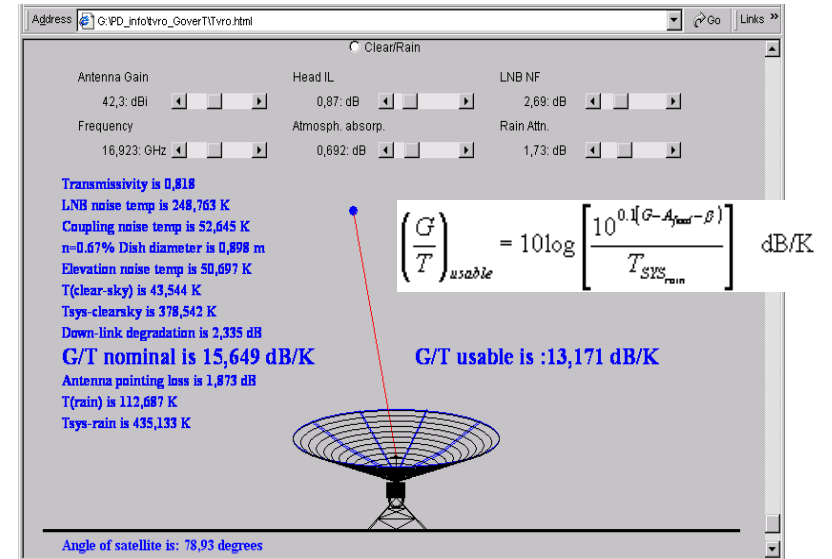 Address G:\PD_info\tvro_GoverT\Tvro.html Go Links »
Clear/Rain
Antenna Gain Head IL LNB NF
42,3: dBi 0,87: dB 2,69: dB
Frequency Atmosph. absorp. Rain Attn.
16,923: GHz 0,692: dB 1,73: dB
Transmissivity is 0,818
LNB noise temp is 248,763 K
Coupling noise temp is 52,645 K
n=0.67% Dish diameter is 0,898 m
Elevation noise temp is 50,697 K
T(clear-sky) is 43,544 K
Tsys-clearsky is 378,542 K
Down-link degradation is 2,335 dB
(G/T)usable = 10log [10^0.1(G-Afeed-β) / TSYSrain] dB/K
G/T nominal is 15,649 dB/K G/T usable is :13,171 dB/K
Antenna pointing loss is 1,873 dB
T(rain) is 112,687 K
Tsys-rain is 435,133 K
Angle of satellite is: 78,93 degrees